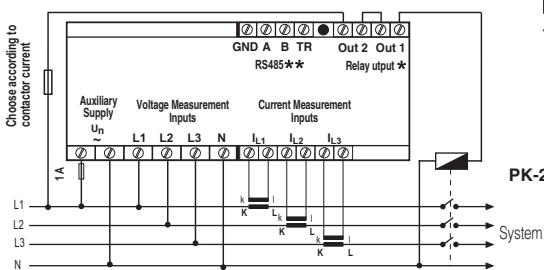 Choose according to
contactor current
GND A B TR
Out 2 Out 1
RS485**
Relay utput *
Auxiliary
Supply
Un
~
Voltage Measurement
Inputs
L1 L2 L3 N
Current Measurement
Inputs
IL1 IL2 IL3
1A
PK-2
L1
k l
K L
L2
k l
K L
L3
k l
K L
N
System